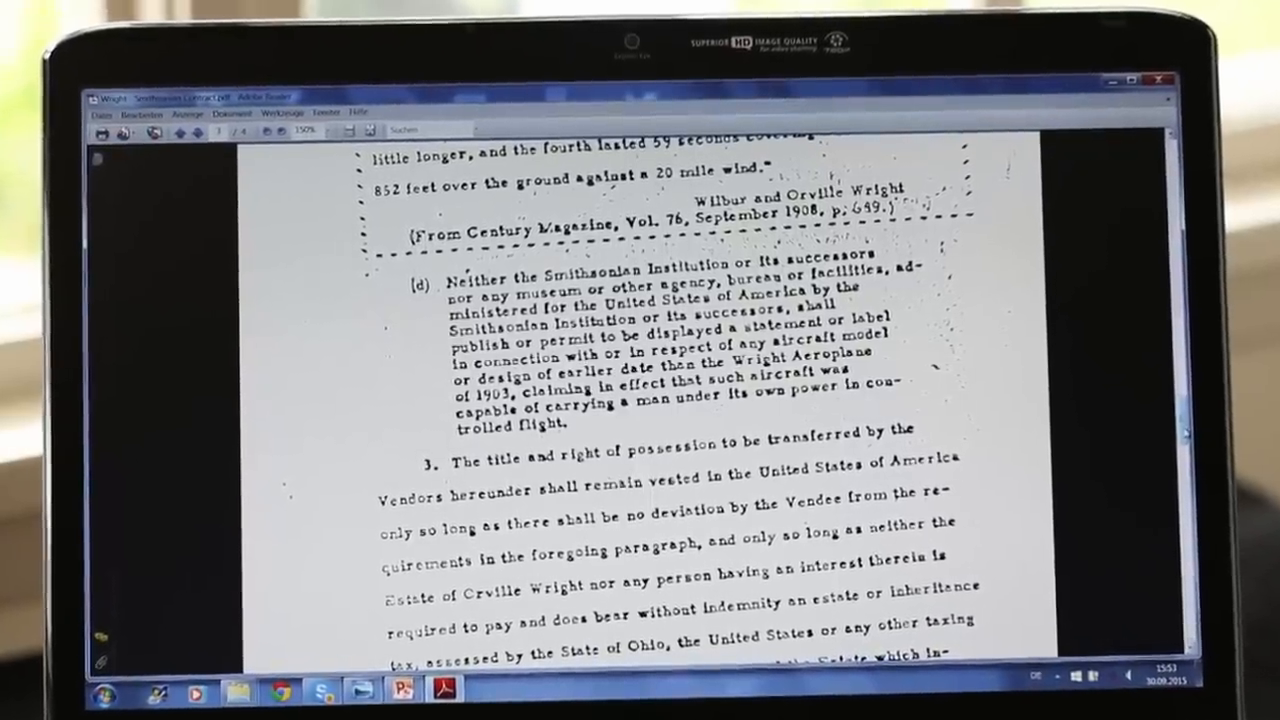 SUPERIOR HD IMAGE QUALITY
for video chatting
Wright - Smithsonian Contract.pdf - Adobe Reader
Datei Bearbeiten Anzeige Dokument Werkzeuge Fenster Hilfe
/ 4 150% Suchen
little longer, and the fourth lasted 59 seconds covering
852 feet over the ground against a 20 mile wind."
Wilbur and Orville Wright
(From Century Magazine, Vol. 76, September 1908, p. 649.)
(d) Neither the Smithsonian Institution or its successors
nor any museum or other agency, bureau or facilities, ad-
ministered for the United States of America by the
Smithsonian Institution or its successors, shall
publish or permit to be displayed a statement or label
in connection with or in respect of any aircraft model
or design of earlier date than the Wright Aeroplane
of 1903, claiming in effect that such aircraft was
capable of carrying a man under its own power in con-
trolled flight.
3. The title and right of possession to be transferred by the
Vendors hereunder shall remain vested in the United States of America
only so long as there shall be no deviation by the Vendee from the re-
quirements in the foregoing paragraph, and only so long as neither the
Estate of Orville Wright nor any person having an interest therein is
required to pay and does bear without indemnity an estate or inheritance
tax, assessed by the State of Ohio, the United States or any other taxing
Estate which in-
DE
15:53
30.09.2015